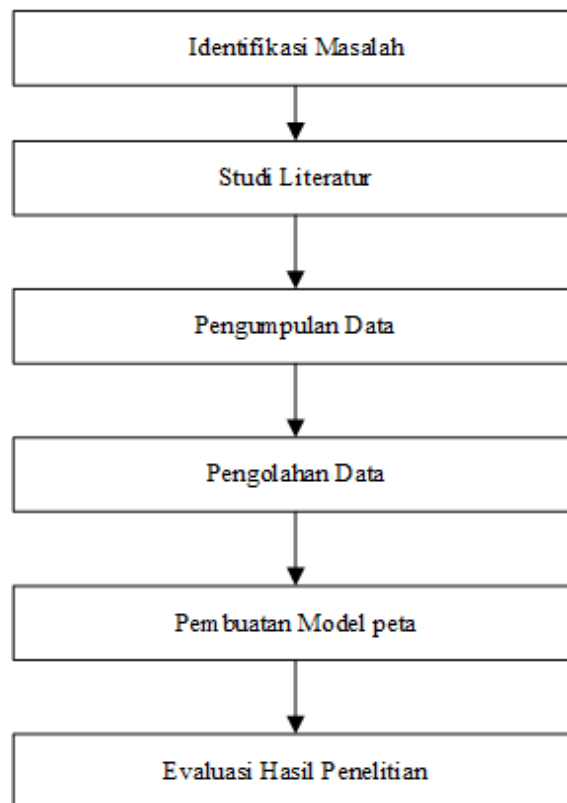 Identifikasi Masalah
Studi Literatur
Pengumpulan Data
Pengolahan Data
Pembuatan Model peta
Evaluasi Hasil Penelitian